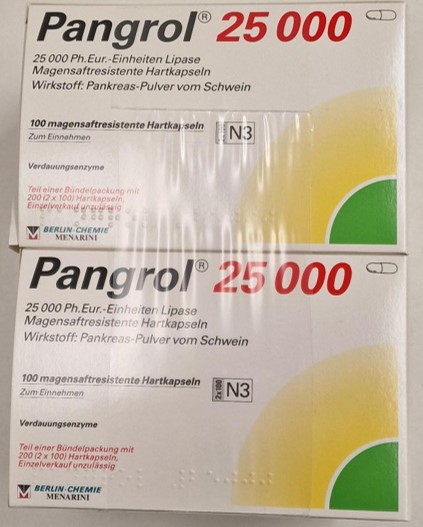 Pangrol® 25 000
25 000 Ph.Eur.-Einheiten Lipase
Magensaftresistente Hartkapseln
Wirkstoff: Pankreas-Pulver vom Schwein
100 magensaftresistente Hartkapseln
N3
Zum Einnehmen
Verdauungsenzyme
Teil einer Bündelpackung mit
200 (2 x 100) Hartkapseln,
Einzelverkauf unzulässig
BERLIN-CHEMIE
MENARINI
Pangrol® 25 000
25 000 Ph.Eur.-Einheiten Lipase
Magensaftresistente Hartkapseln
Wirkstoff: Pankreas-Pulver vom Schwein
100 magensaftresistente Hartkapseln
2x100 N3
Zum Einnehmen
Verdauungsenzyme
Teil einer Bündelpackung mit
200 (2 x 100) Hartkapseln,
Einzelverkauf unzulässig
BERLIN-CHEMIE
MENARINI